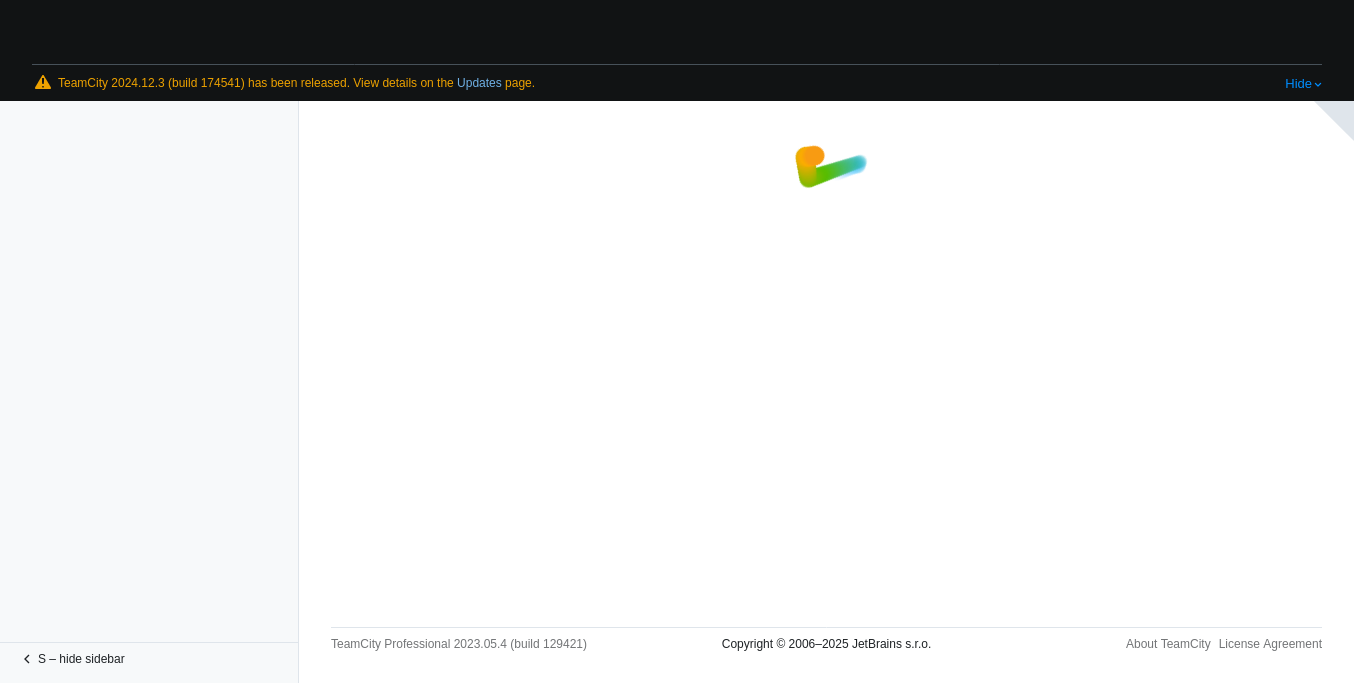 TeamCity 2024.12.3 (build 174541) has been released. View details on the Updates page.
Hide
TeamCity Professional 2023.05.4 (build 129421)
Copyright © 2006–2025 JetBrains s.r.o.
About TeamCity License Agreement
S – hide sidebar